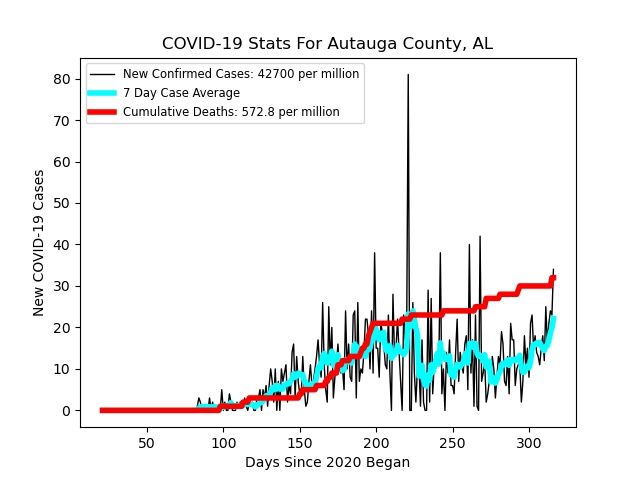 COVID-19 Stats For Autauga County, AL
New Confirmed Cases: 42700 per million
7 Day Case Average
Cumulative Deaths: 572.8 per million
New COVID-19 Cases
80
70
60
50
40
30
20
10
0
50 100 150 200 250 300
Days Since 2020 Began